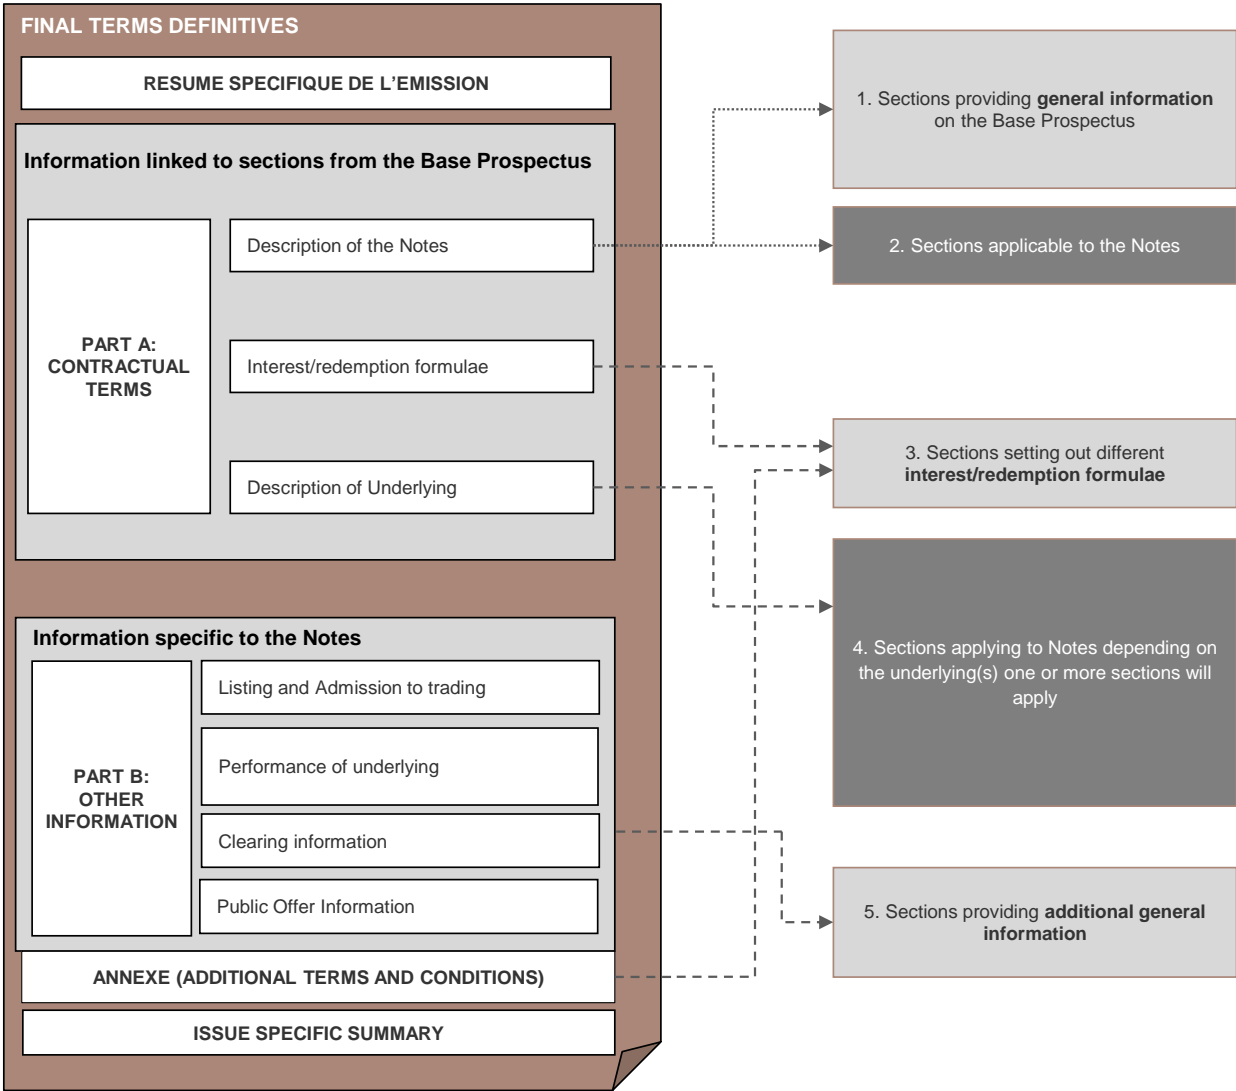 FINAL TERMS DEFINITIVES
RESUME SPECIFIQUE DE L’EMISSION
Information linked to sections from the Base Prospectus
PART A:
CONTRACTUAL
TERMS
Description of the Notes
Interest/redemption formulae
Description of Underlying
Information specific to the Notes
PART B:
OTHER
INFORMATION
Listing and Admission to trading
Performance of underlying
Clearing information
Public Offer Information
ANNEXE (ADDITIONAL TERMS AND CONDITIONS)
ISSUE SPECIFIC SUMMARY
1. Sections providing general information
on the Base Prospectus
2. Sections applicable to the Notes
3. Sections setting out different
interest/redemption formulae
4. Sections applying to Notes depending on
the underlying(s) one or more sections will
apply
5. Sections providing additional general
information